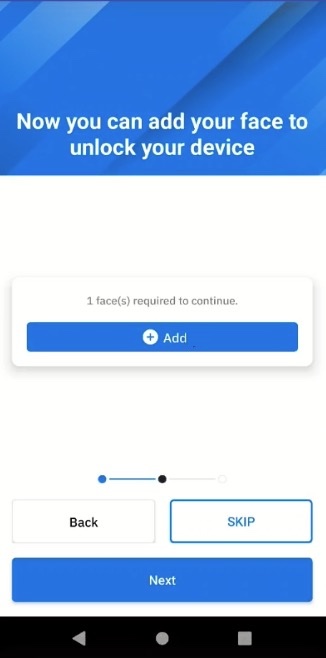 Now you can add your face to
unlock your device
1 face(s) required to continue.
Add
Back
SKIP
Next